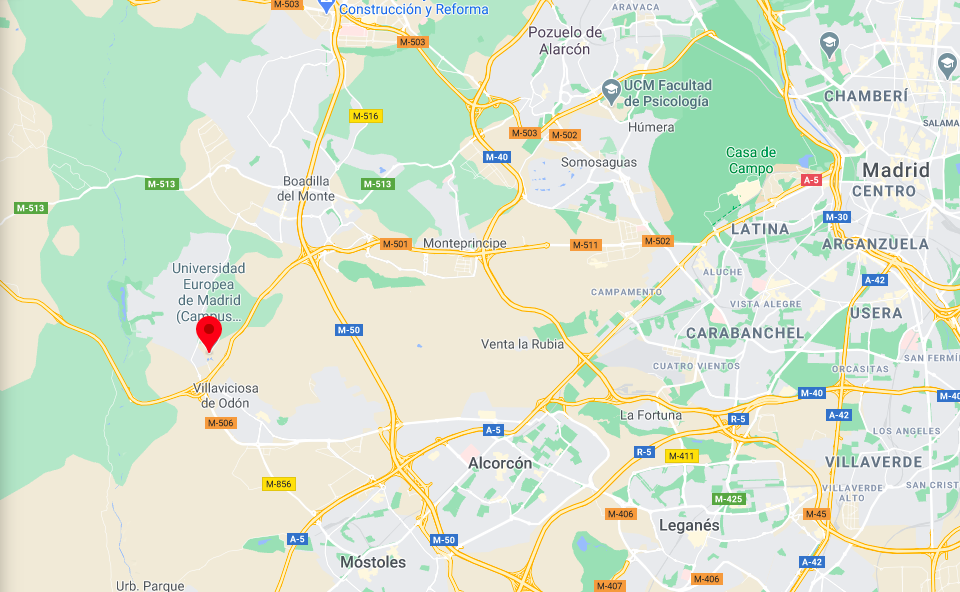 M-503
Construcción y Reforma
ARAVACA
M-503
Pozuelo de
Alarcón
UCM Facultad
de Psicología
CHAMBERÍ
M-516
SALAMA
Húmera
M-503
M-502
M-40
Somosaguas
Casa de
Campo
Madrid
CENTRO
A-5
M-513
M-513
Boadilla
del Monte
M-513
M-30
LATINA
M-501
Monteprincipe
M-511
M-502
ARGANZUELA
Universidad
Europea
de Madrid
(Campus...
ALUCHE
A-42
CAMPAMENTO
VISTA ALEGRE
USERA
M-50
CARABANCHEL
Venta la Rubia
SAN FERMÍ
CUATRO VIENTOS
ORCASITAS
Villaviciosa
de Odón
M-40
M-40
M-506
La Fortuna
R-5
A-42
A-5
LOS ÁNGELES
R-5
M-411
Alcorcón
VILLAVERDE
M-856
VILLAVERDE
ALTO
SAN CRIST
M-425
M-406
M-45
Leganés
A-5
M-50
Móstoles
A-42
Urb. Parque
M-407
M-406